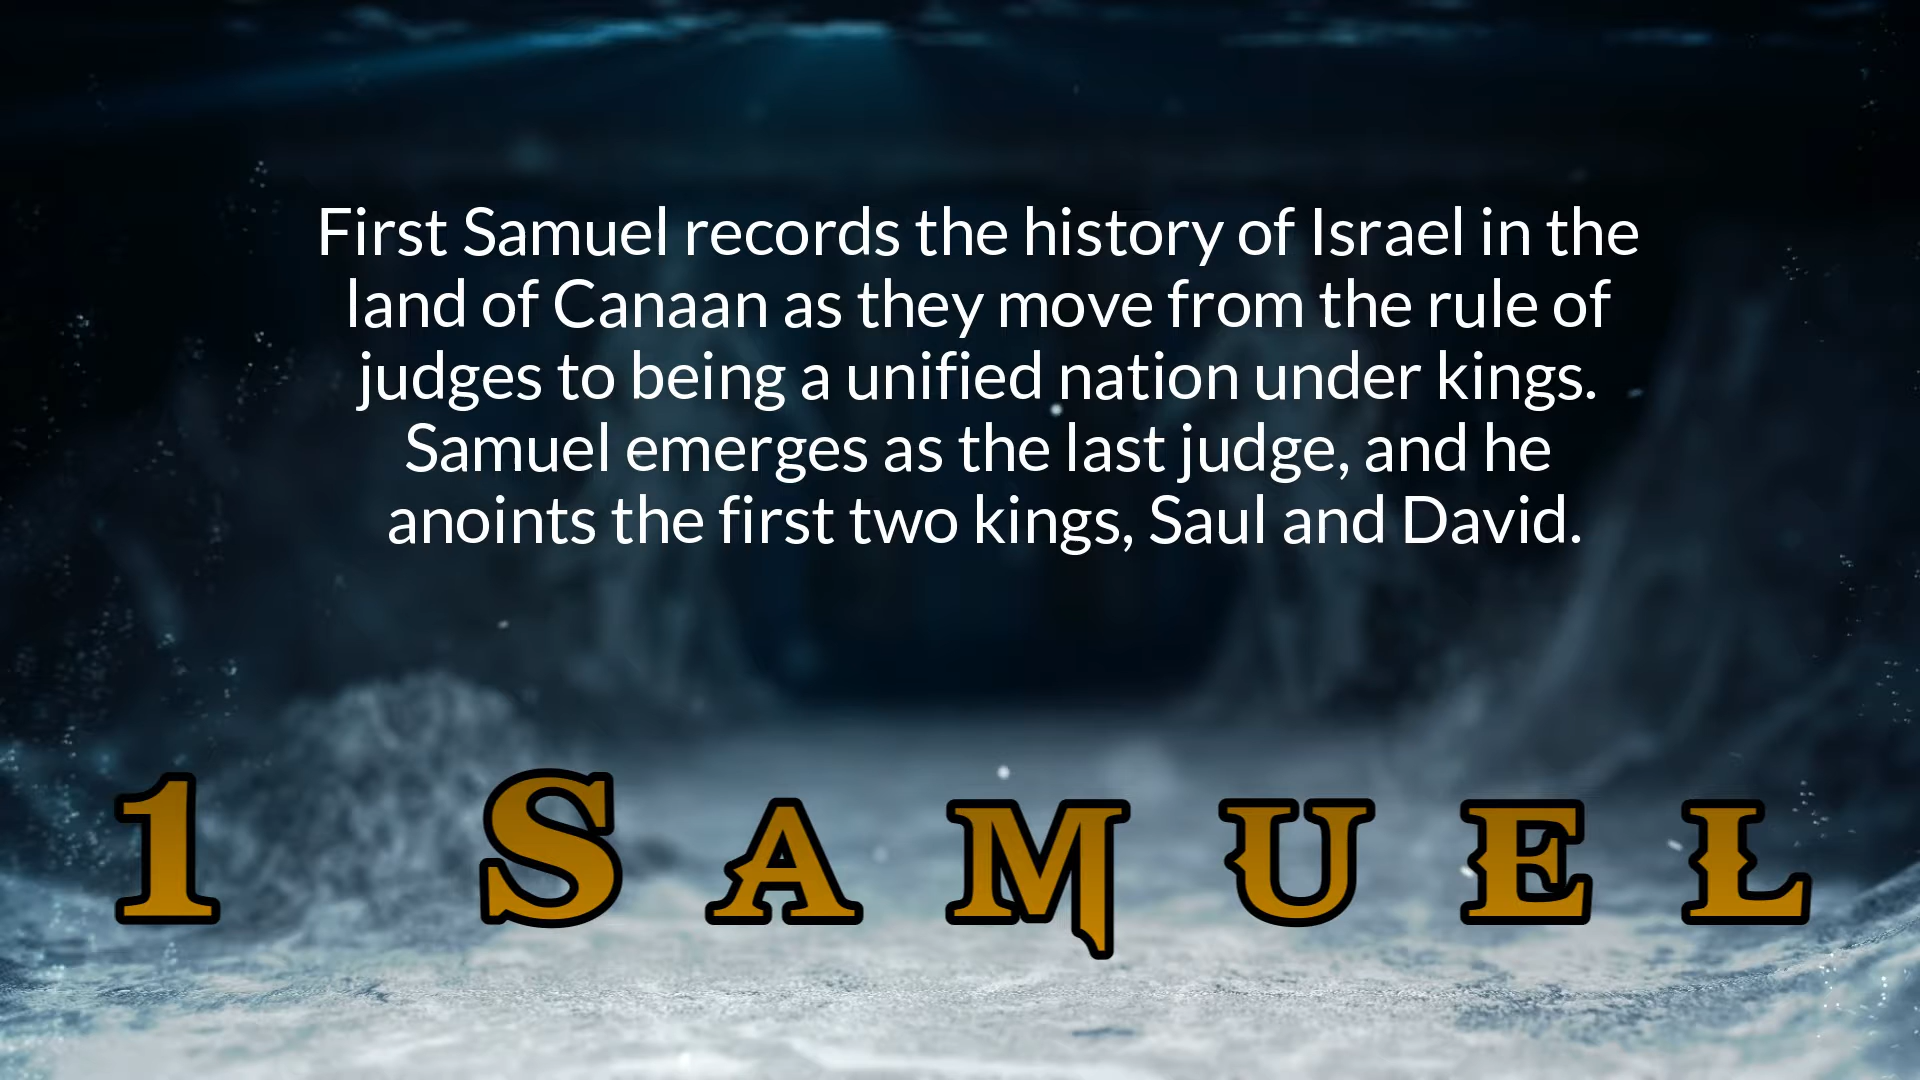 First Samuel records the history of Israel in the
land of Canaan as they move from the rule of
judges to being a unified nation under kings.
Samuel emerges as the last judge, and he
anoints the first two kings, Saul and David.
1 Samuel